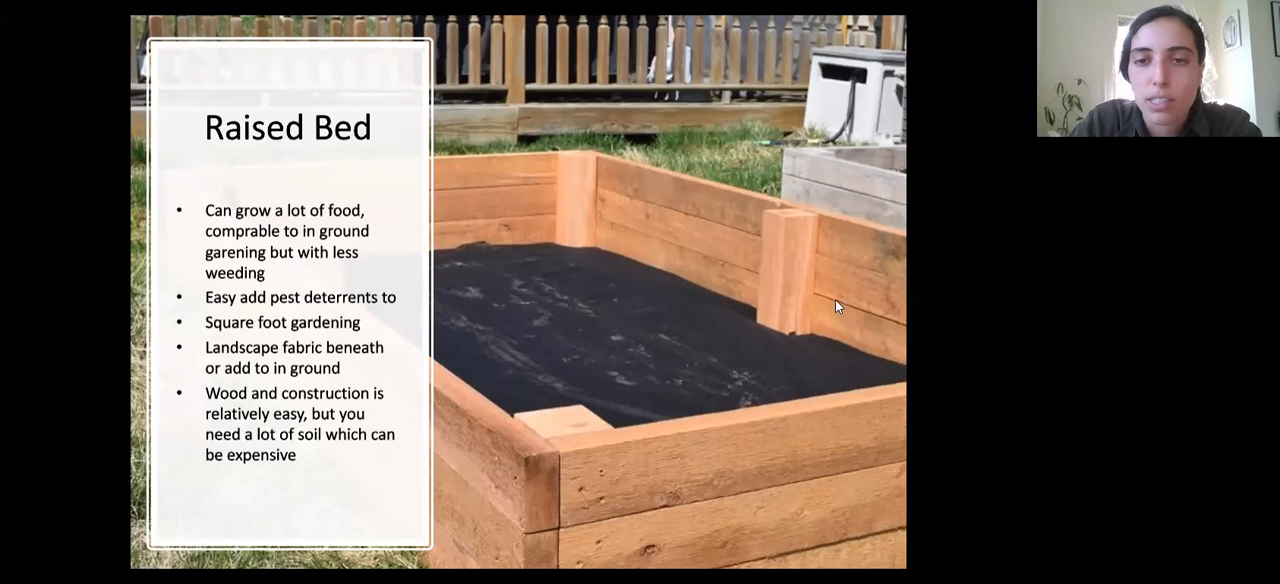 Raised Bed
• Can grow a lot of food,
comprable to in ground
garening but with less
weeding
• Easy add pest deterrents to
• Square foot gardening
• Landscape fabric beneath
or add to in ground
• Wood and construction is
relatively easy, but you
need a lot of soil which can
be expensive